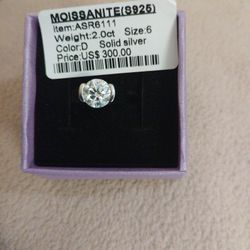 MOISSANITE(S925)
Item:ASR6111
Weight:2.0ct Size:6
Color:D Solid silver
Price:US$ 300.00